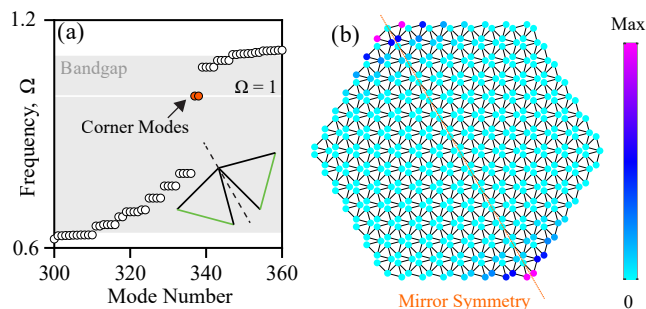 1.2
(a)
Bandgap
Ω = 1
Corner Modes
Frequency, Ω
0.6
300
320
340
360
Mode Number
(b)
Mirror Symmetry
Max
0